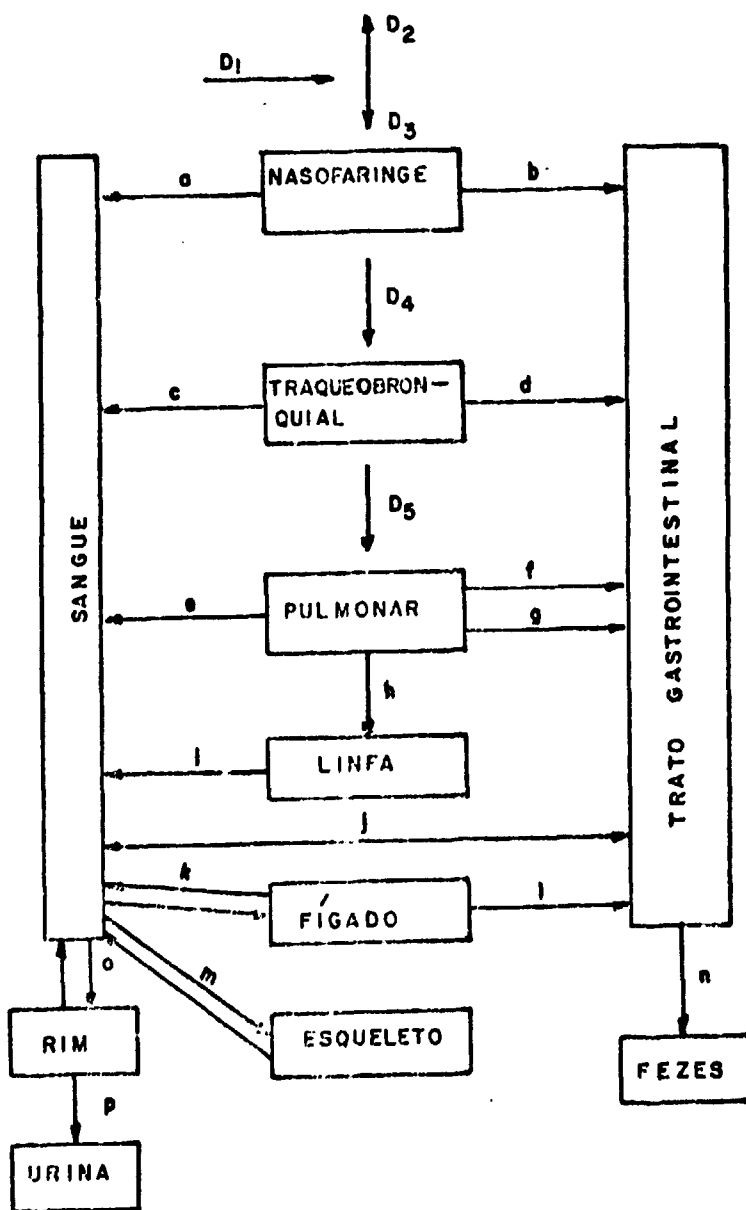 D2
D1
D3
NASOFARINGE
a
b
D4
TRAQUEOBRON-
QUIAL
c
d
D5
SANGUE
TRATO GASTROINTESTINAL
PULMONAR
e
f
g
h
LINFA
i
j
k
FÍGADO
l
o
m
n
RIM
ESQUELETO
FEZES
p
URINA